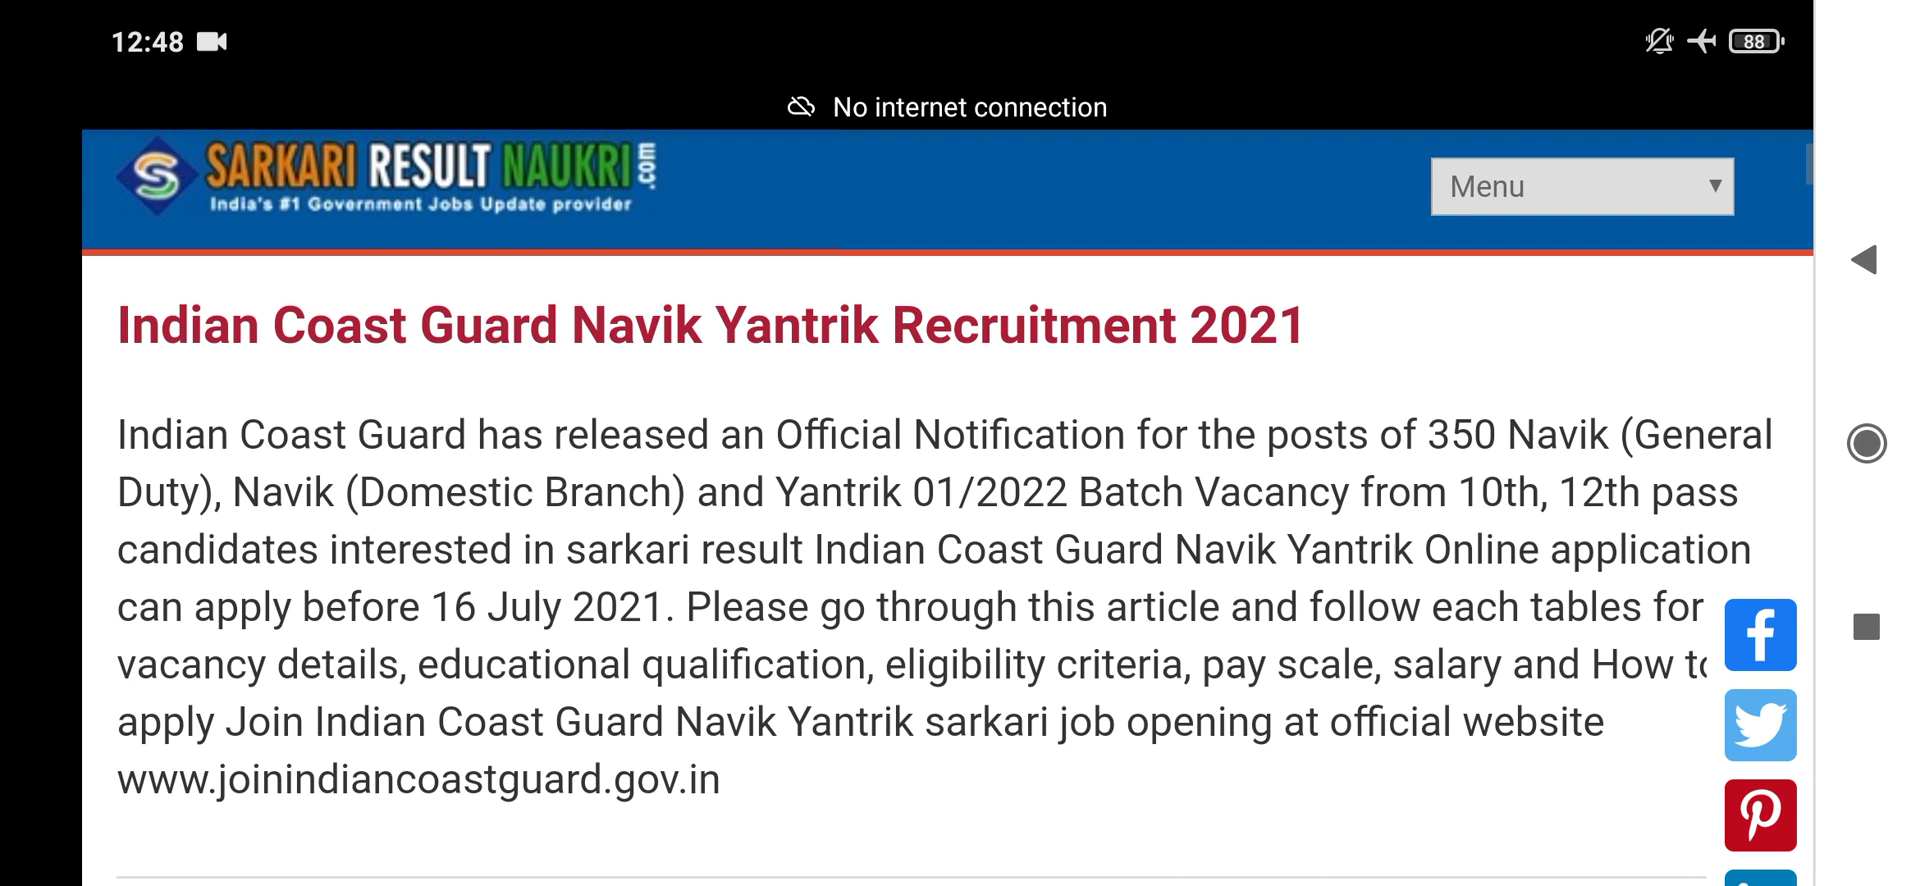 12:48
88
No internet connection
SARKARI RESULT NAUKRI .com
India's #1 Government Jobs Update provider
Menu
Indian Coast Guard Navik Yantrik Recruitment 2021
Indian Coast Guard has released an Official Notification for the posts of 350 Navik (General
Duty), Navik (Domestic Branch) and Yantrik 01/2022 Batch Vacancy from 10th, 12th pass
candidates interested in sarkari result Indian Coast Guard Navik Yantrik Online application
can apply before 16 July 2021. Please go through this article and follow each tables for
vacancy details, educational qualification, eligibility criteria, pay scale, salary and How to
apply Join Indian Coast Guard Navik Yantrik sarkari job opening at official website
www.joinindiancoastguard.gov.in